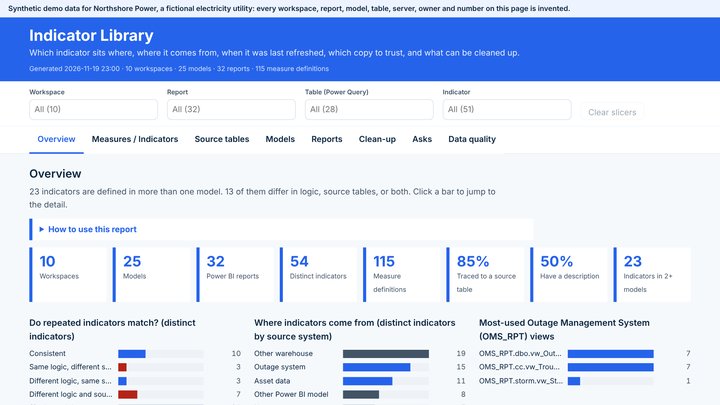 Synthetic demo data for Northshore Power, a fictional electricity utility: every workspace, report, model, table, server, owner and number on this page is invented.
Indicator Library
Which indicator sits where, where it comes from, when it was last refreshed, which copy to trust, and what can be cleaned up.
Generated 2026-11-19 23:00 · 10 workspaces · 25 models · 32 reports · 115 measure definitions
Workspace Report Table (Power Query) Indicator
All (10) All (32) All (28) All (51) Clear slicers
Overview Measures / Indicators Source tables Models Reports Clean-up Asks Data quality
Overview
23 indicators are defined in more than one model. 13 of them differ in logic, source tables, or both. Click a bar to jump to
the detail.
▶ How to use this report
10 25 32 54 115 85% 50% 23
Workspaces Models Power BI reports Distinct indicators Measure definitions Traced to a source table Have a description Indicators in 2+ models
Do repeated indicators match? (distinct
indicators)
Consistent 10
Same logic, different s... 3
Different logic, same s... 3
Different logic and sou... 7
Where indicators come from (distinct indicators
by source system)
Other warehouse 19
Outage system 15
Asset data 11
Other Power BI model 8
Most-used Outage Management System
(OMS_RPT) views
OMS_RPT.dbo.vw_Out... 7
OMS_RPT.cc.vw_Trou... 7
OMS_RPT.storm.vw_St... 1